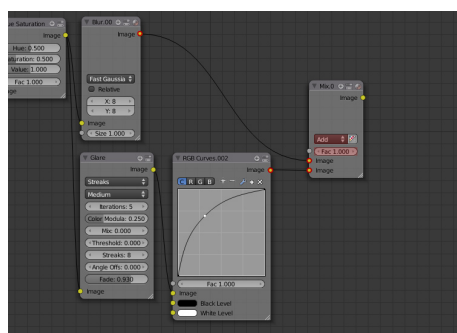 ue Saturation
Image
Hue: 0.500
aturation: 0.500
Value: 1.000
Fac 1.000
age
Blur.00
Image
Fast Gaussia
Relative
X: 8
Y: 8
Image
Size 1.000
Mix.0
Image
Add
Fac 1.000
Image
Image
Glare
Image
Streaks
Medium
Iterations: 5
Color Modula: 0.250
Mix: 0.000
Threshold: 0.000
Streaks: 8
Angle Offs: 0.000
Fade: 0.930
Image
RGB Curves.002
Image
C R G B
Fac 1.000
Image
Black Level
White Level